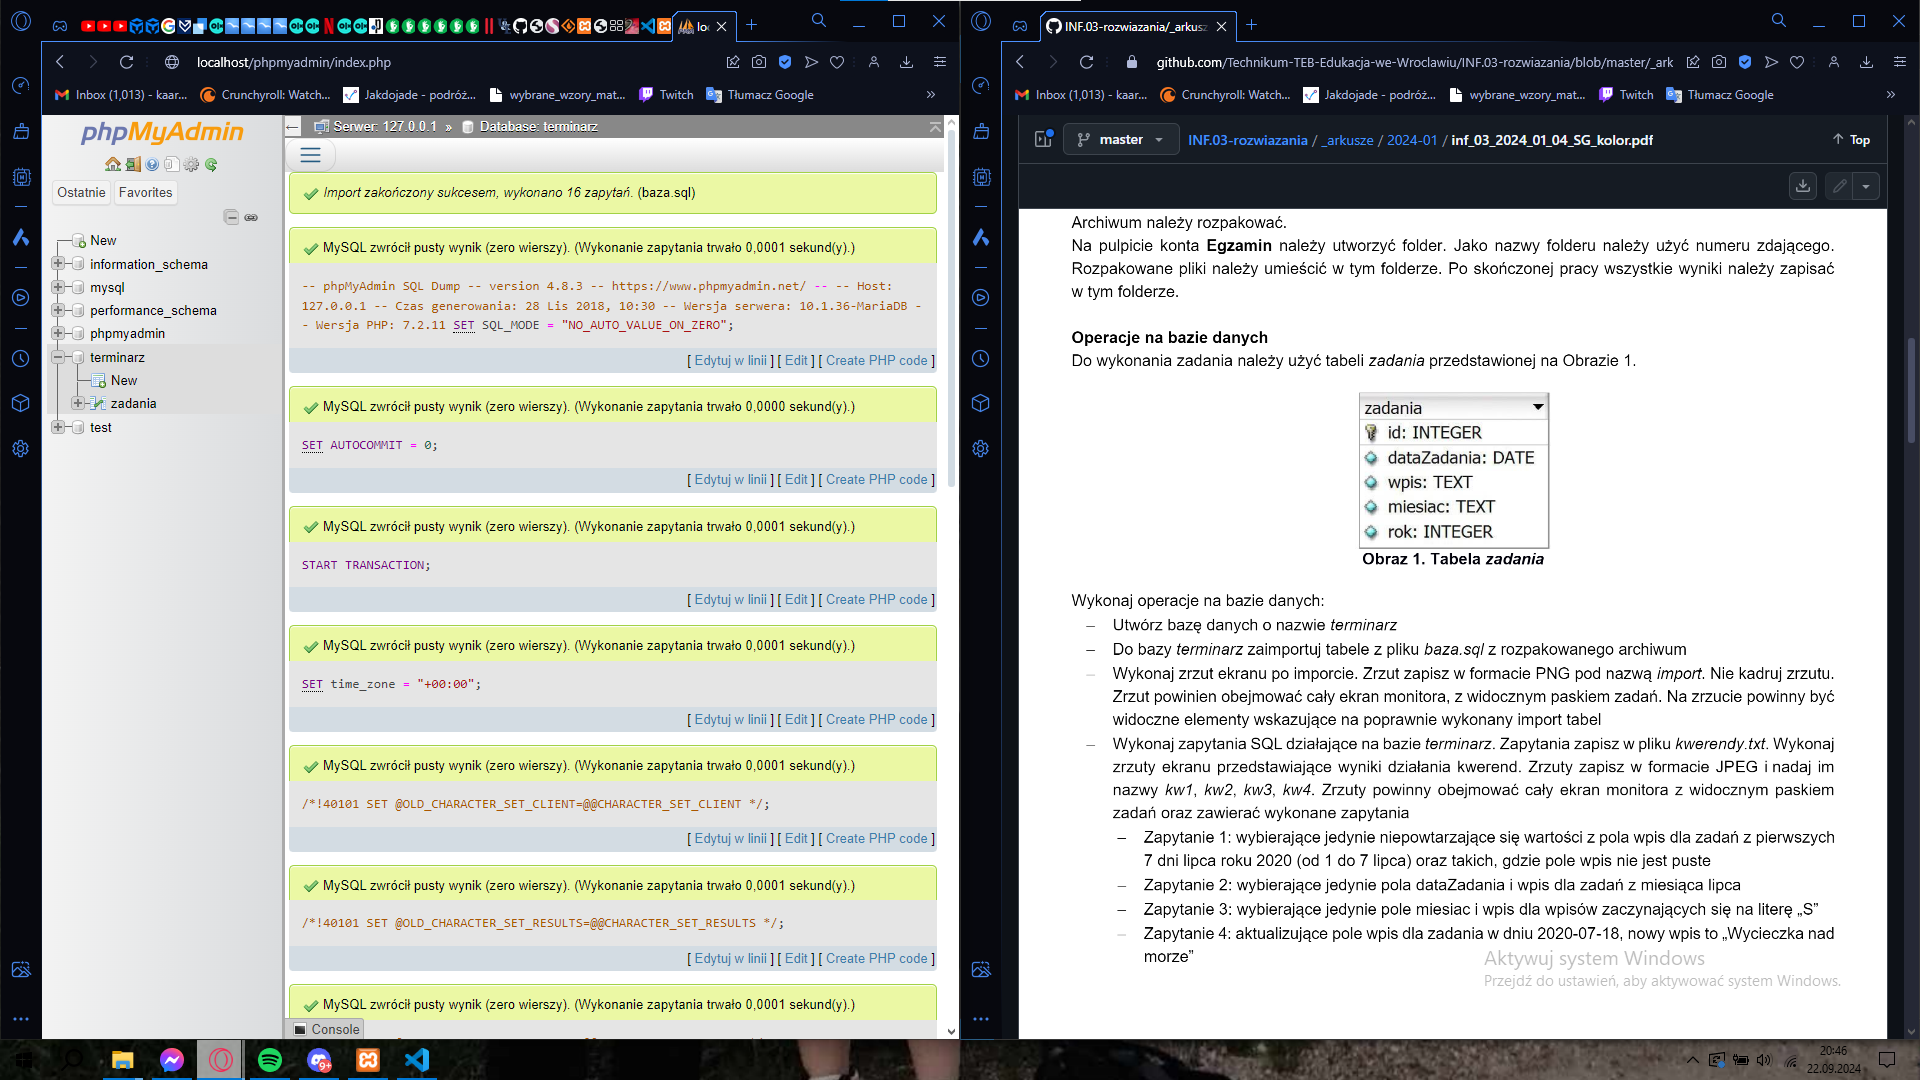 lo
localhost/phpmyadmin/index.php
Inbox (1,013) - kaar...
Crunchyroll: Watch...
Jakdojade - podróż...
wybrane_wzory_mat...
Twitch
Tłumacz Google
»
phpMyAdmin
Ostatnie
Favorites
New
information_schema
mysql
performance_schema
phpmyadmin
terminarz
New
zadania
test
Serwer: 127.0.0.1 » Database: terminarz
Import zakończony sukcesem, wykonano 16 zapytań. (baza.sql)
MySQL zwrócił pusty wynik (zero wierszy). (Wykonanie zapytania trwało 0,0001 sekund(y).)
-- phpMyAdmin SQL Dump -- version 4.8.3 -- https://www.phpmyadmin.net/ -- -- Host:
127.0.0.1 -- Czas generowania: 28 Lis 2018, 10:30 -- Wersja serwera: 10.1.36-MariaDB -
- Wersja PHP: 7.2.11 SET SQL_MODE = "NO_AUTO_VALUE_ON_ZERO";
[ Edytuj w linii ] [ Edit ] [ Create PHP code ]
MySQL zwrócił pusty wynik (zero wierszy). (Wykonanie zapytania trwało 0,0000 sekund(y).)
SET AUTOCOMMIT = 0;
[ Edytuj w linii ] [ Edit ] [ Create PHP code ]
MySQL zwrócił pusty wynik (zero wierszy). (Wykonanie zapytania trwało 0,0001 sekund(y).)
START TRANSACTION;
[ Edytuj w linii ] [ Edit ] [ Create PHP code ]
MySQL zwrócił pusty wynik (zero wierszy). (Wykonanie zapytania trwało 0,0001 sekund(y).)
SET time_zone = "+00:00";
[ Edytuj w linii ] [ Edit ] [ Create PHP code ]
MySQL zwrócił pusty wynik (zero wierszy). (Wykonanie zapytania trwało 0,0001 sekund(y).)
/*!40101 SET @OLD_CHARACTER_SET_CLIENT=@@CHARACTER_SET_CLIENT */;
[ Edytuj w linii ] [ Edit ] [ Create PHP code ]
MySQL zwrócił pusty wynik (zero wierszy). (Wykonanie zapytania trwało 0,0001 sekund(y).)
/*!40101 SET @OLD_CHARACTER_SET_RESULTS=@@CHARACTER_SET_RESULTS */;
[ Edytuj w linii ] [ Edit ] [ Create PHP code ]
MySQL zwrócił pusty wynik (zero wierszy). (Wykonanie zapytania trwało 0,0001 sekund(y).)
Console
INF.03-rozwiazania/_arkusz
github.com/Technikum-TEB-Edukacja-we-Wroclawiu/INF.03-rozwiazania/blob/master/_ark
Inbox (1,013) - kaar...
Crunchyroll: Watch...
Jakdojade - podróż...
wybrane_wzory_mat...
Twitch
Tłumacz Google
»
master
INF.03-rozwiazania / _arkusze / 2024-01 / inf_03_2024_01_04_SG_kolor.pdf
Top
Archiwum należy rozpakować.
Na pulpicie konta Egzamin należy utworzyć folder. Jako nazwy folderu należy użyć numeru zdającego.
Rozpakowane pliki należy umieścić w tym folderze. Po skończonej pracy wszystkie wyniki należy zapisać
w tym folderze.
Operacje na bazie danych
Do wykonania zadania należy użyć tabeli zadania przedstawionej na Obrazie 1.
zadania
id: INTEGER
dataZadania: DATE
wpis: TEXT
miesiac: TEXT
rok: INTEGER
Obraz 1. Tabela zadania
Wykonaj operacje na bazie danych:
– Utwórz bazę danych o nazwie terminarz
– Do bazy terminarz zaimportuj tabele z pliku baza.sql z rozpakowanego archiwum
– Wykonaj zrzut ekranu po imporcie. Zrzut zapisz w formacie PNG pod nazwą import. Nie kadruj zrzutu.
Zrzut powinien obejmować cały ekran monitora, z widocznym paskiem zadań. Na zrzucie powinny być
widoczne elementy wskazujące na poprawnie wykonany import tabel
– Wykonaj zapytania SQL działające na bazie terminarz. Zapytania zapisz w pliku kwerendy.txt. Wykonaj
zrzuty ekranu przedstawiające wyniki działania kwerend. Zrzuty zapisz w formacie JPEG i nadaj im
nazwy kw1, kw2, kw3, kw4. Zrzuty powinny obejmować cały ekran monitora z widocznym paskiem
zadań oraz zawierać wykonane zapytania
– Zapytanie 1: wybierające jedynie niepowtarzające się wartości z pola wpis dla zadań z pierwszych
7 dni lipca roku 2020 (od 1 do 7 lipca) oraz takich, gdzie pole wpis nie jest puste
– Zapytanie 2: wybierające jedynie pola dataZadania i wpis dla zadań z miesiąca lipca
– Zapytanie 3: wybierające jedynie pole miesiac i wpis dla wpisów zaczynających się na literę „S”
– Zapytanie 4: aktualizujące pole wpis dla zadania w dniu 2020-07-18, nowy wpis to „Wycieczka nad
morze”
Aktywuj system Windows
Przejdź do ustawień, aby aktywować system Windows.
9+
20:46
22.09.2024